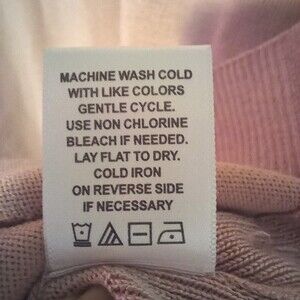 MACHINE WASH COLD
WITH LIKE COLORS
GENTLE CYCLE.
USE NON CHLORINE
BLEACH IF NEEDED.
LAY FLAT TO DRY.
COLD IRON
ON REVERSE SIDE
IF NECESSARY